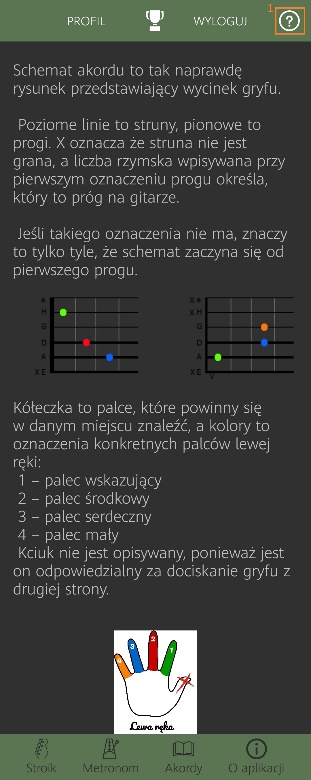 PROFIL WYLOGUJ 1 ?
Schemat akordu to tak naprawdę
rysunek przedstawiający wycinek gryfu.
Poziome linie to struny, pionowe to
progi. X oznacza że struna nie jest
grana, a liczba rzymska wpisywana przy
pierwszym oznaczeniu progu określa,
który to próg na gitarze.
Jeśli takiego oznaczenia nie ma, znaczy
to tylko tyle, że schemat zaczyna się od
pierwszego progu.
e X e
H X H
G G
D D
A A
X E X E
V
Kółeczka to palce, które powinny się
w danym miejscu znaleźć, a kolory to
oznaczenia konkretnych palców lewej
ręki:
1 – palec wskazujący
2 – palec środkowy
3 – palec serdeczny
4 – palec mały
Kciuk nie jest opisywany, ponieważ jest
on odpowiedzialny za dociskanie gryfu z
drugiej strony.
4 3 2 1
Lewa ręka
Stroik Metronom Akordy O aplikacji